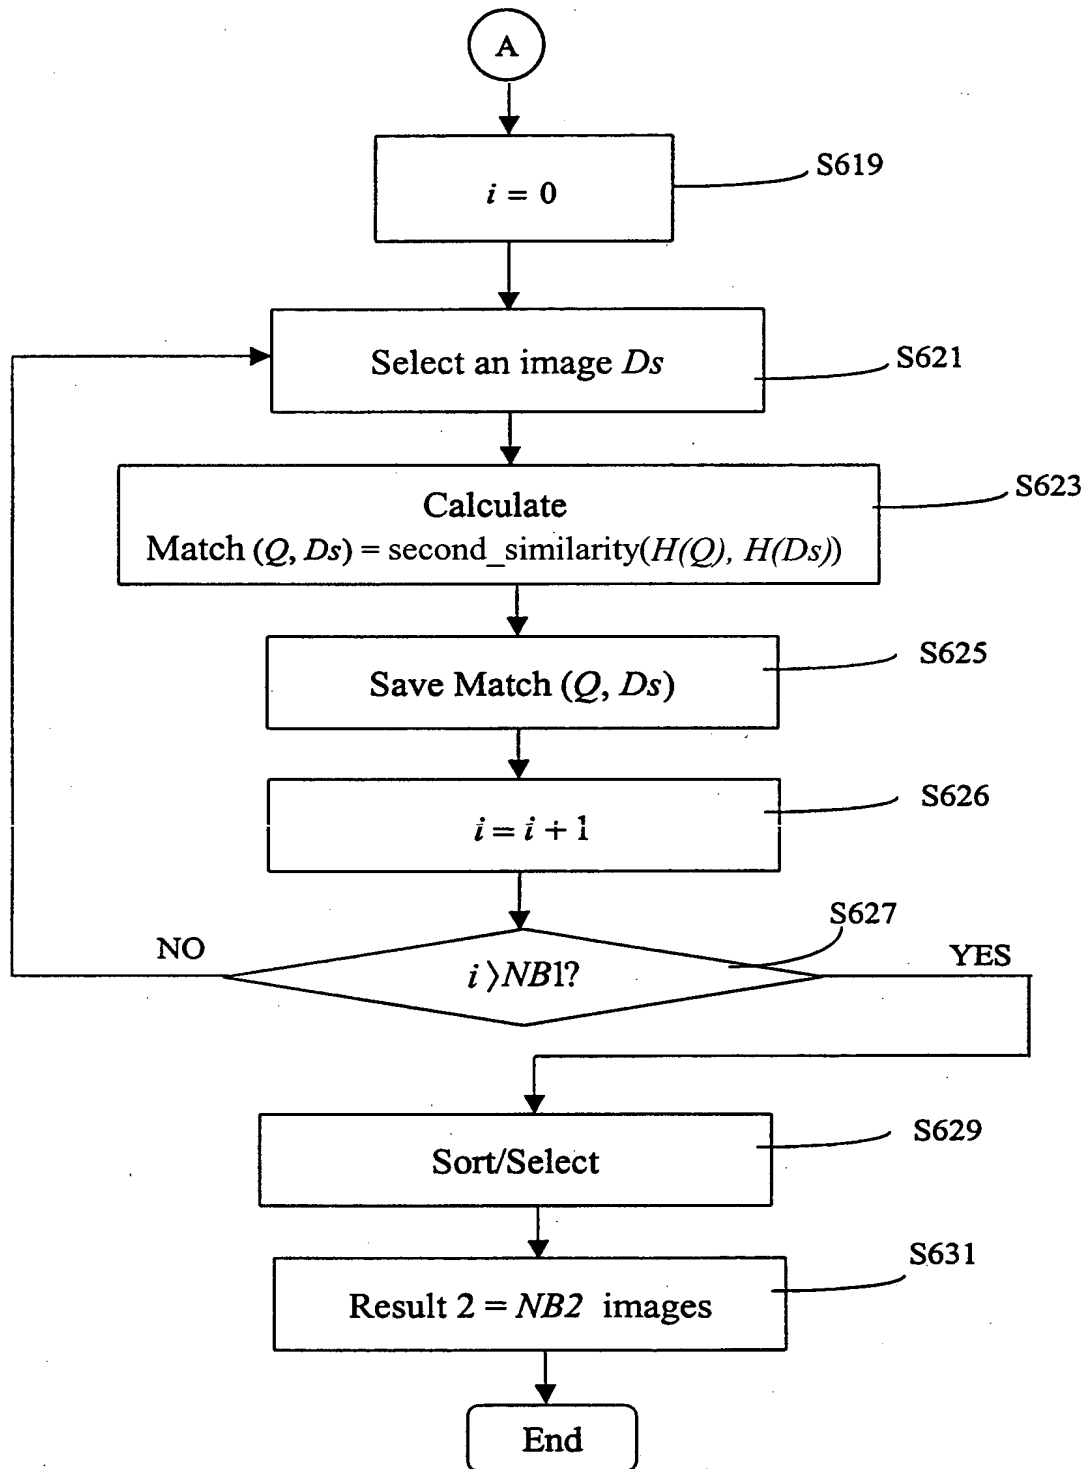 A
i = 0
S619
Select an image Ds
S621
Calculate
Match (Q, Ds) = second_similarity(H(Q), H(Ds))
S623
Save Match (Q, Ds)
S625
i = i + 1
S626
S627
NO
i 〉NB1?
YES
Sort/Select
S629
Result 2 = NB2 images
S631
End